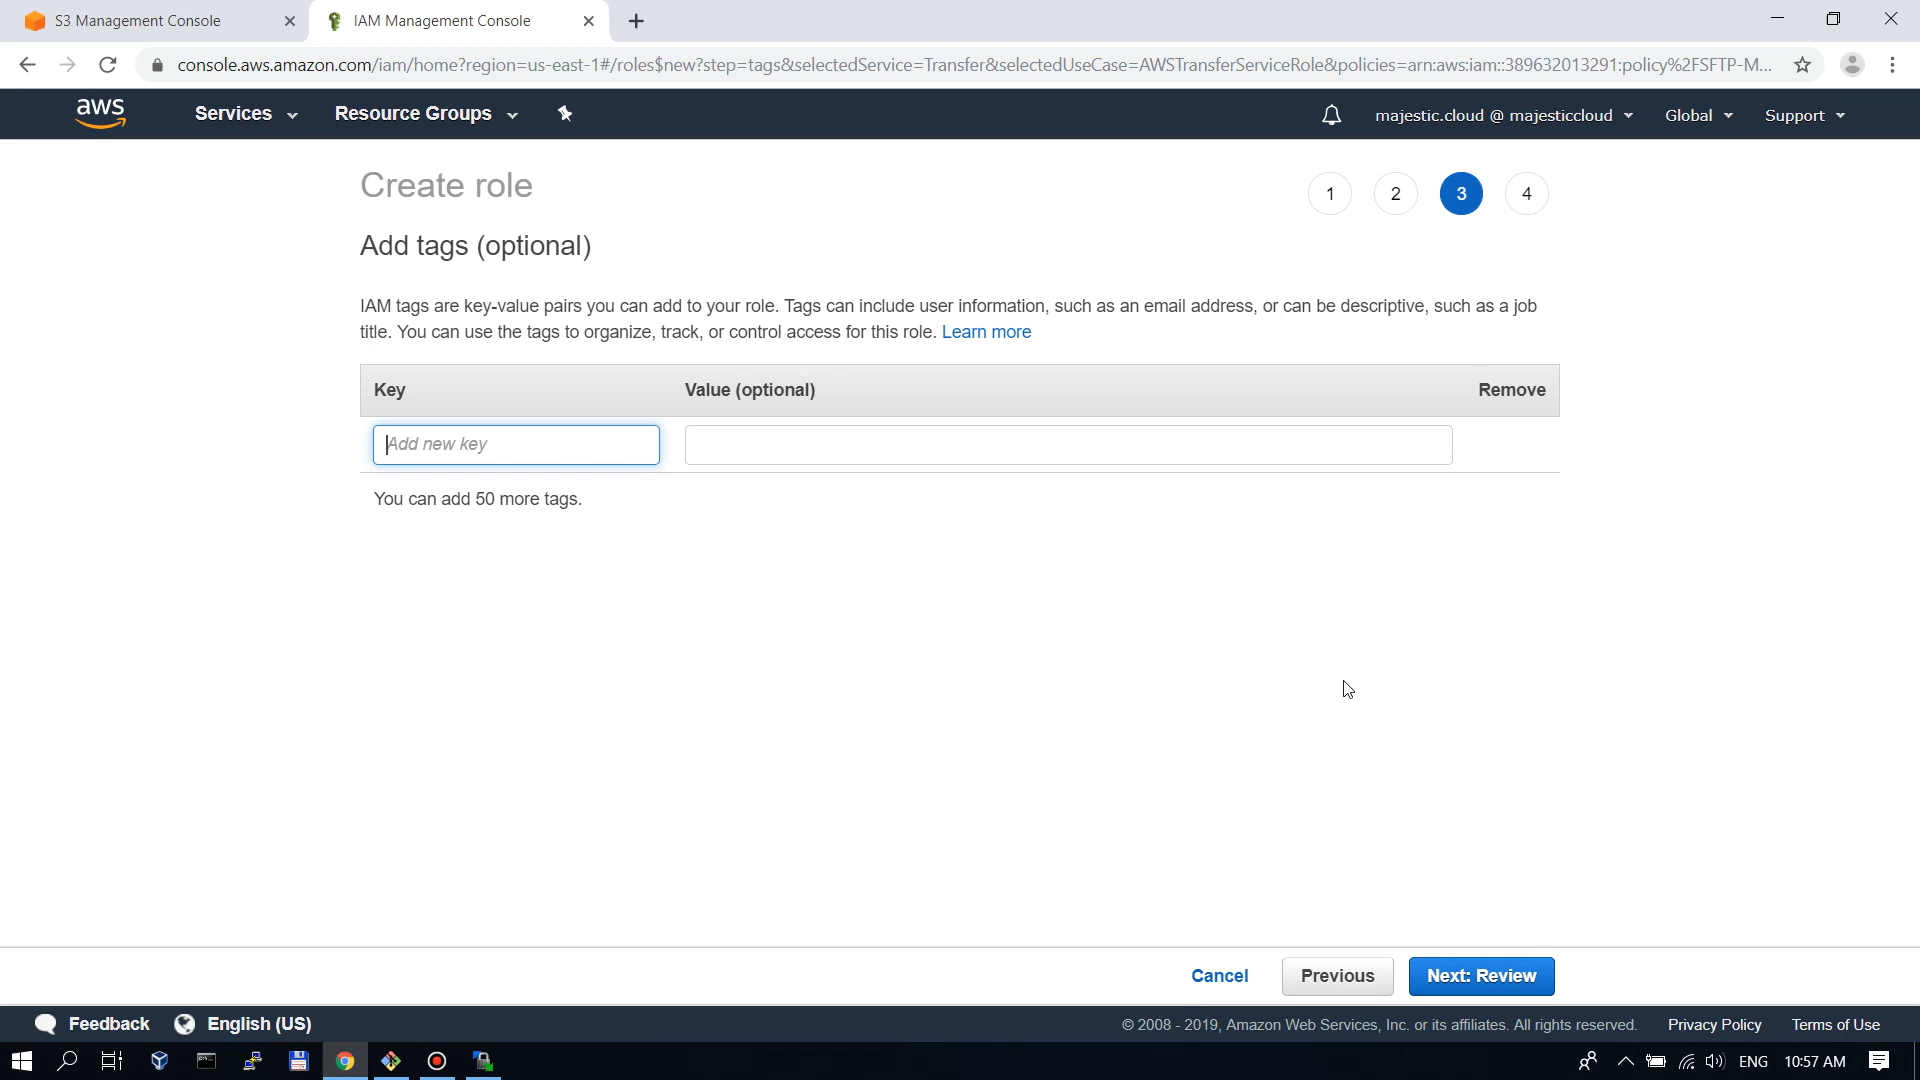 S3 Management Console
IAM Management Console
console.aws.amazon.com/iam/home?region=us-east-1#/roles$new?step=tags&selectedService=Transfer&selectedUseCase=AWSTransferServiceRole&policies=arn:aws:iam::389632013291:policy%2FSFTP-M...
aws
Services
Resource Groups
majestic.cloud @ majesticcloud
Global
Support
Create role
1 2 3 4
Add tags (optional)
IAM tags are key-value pairs you can add to your role. Tags can include user information, such as an email address, or can be descriptive, such as a job
title. You can use the tags to organize, track, or control access for this role. Learn more
Key Value (optional) Remove
Add new key
You can add 50 more tags.
Cancel Previous Next: Review
Feedback English (US) © 2008 - 2019, Amazon Web Services, Inc. or its affiliates. All rights reserved. Privacy Policy Terms of Use
ENG 10:57 AM